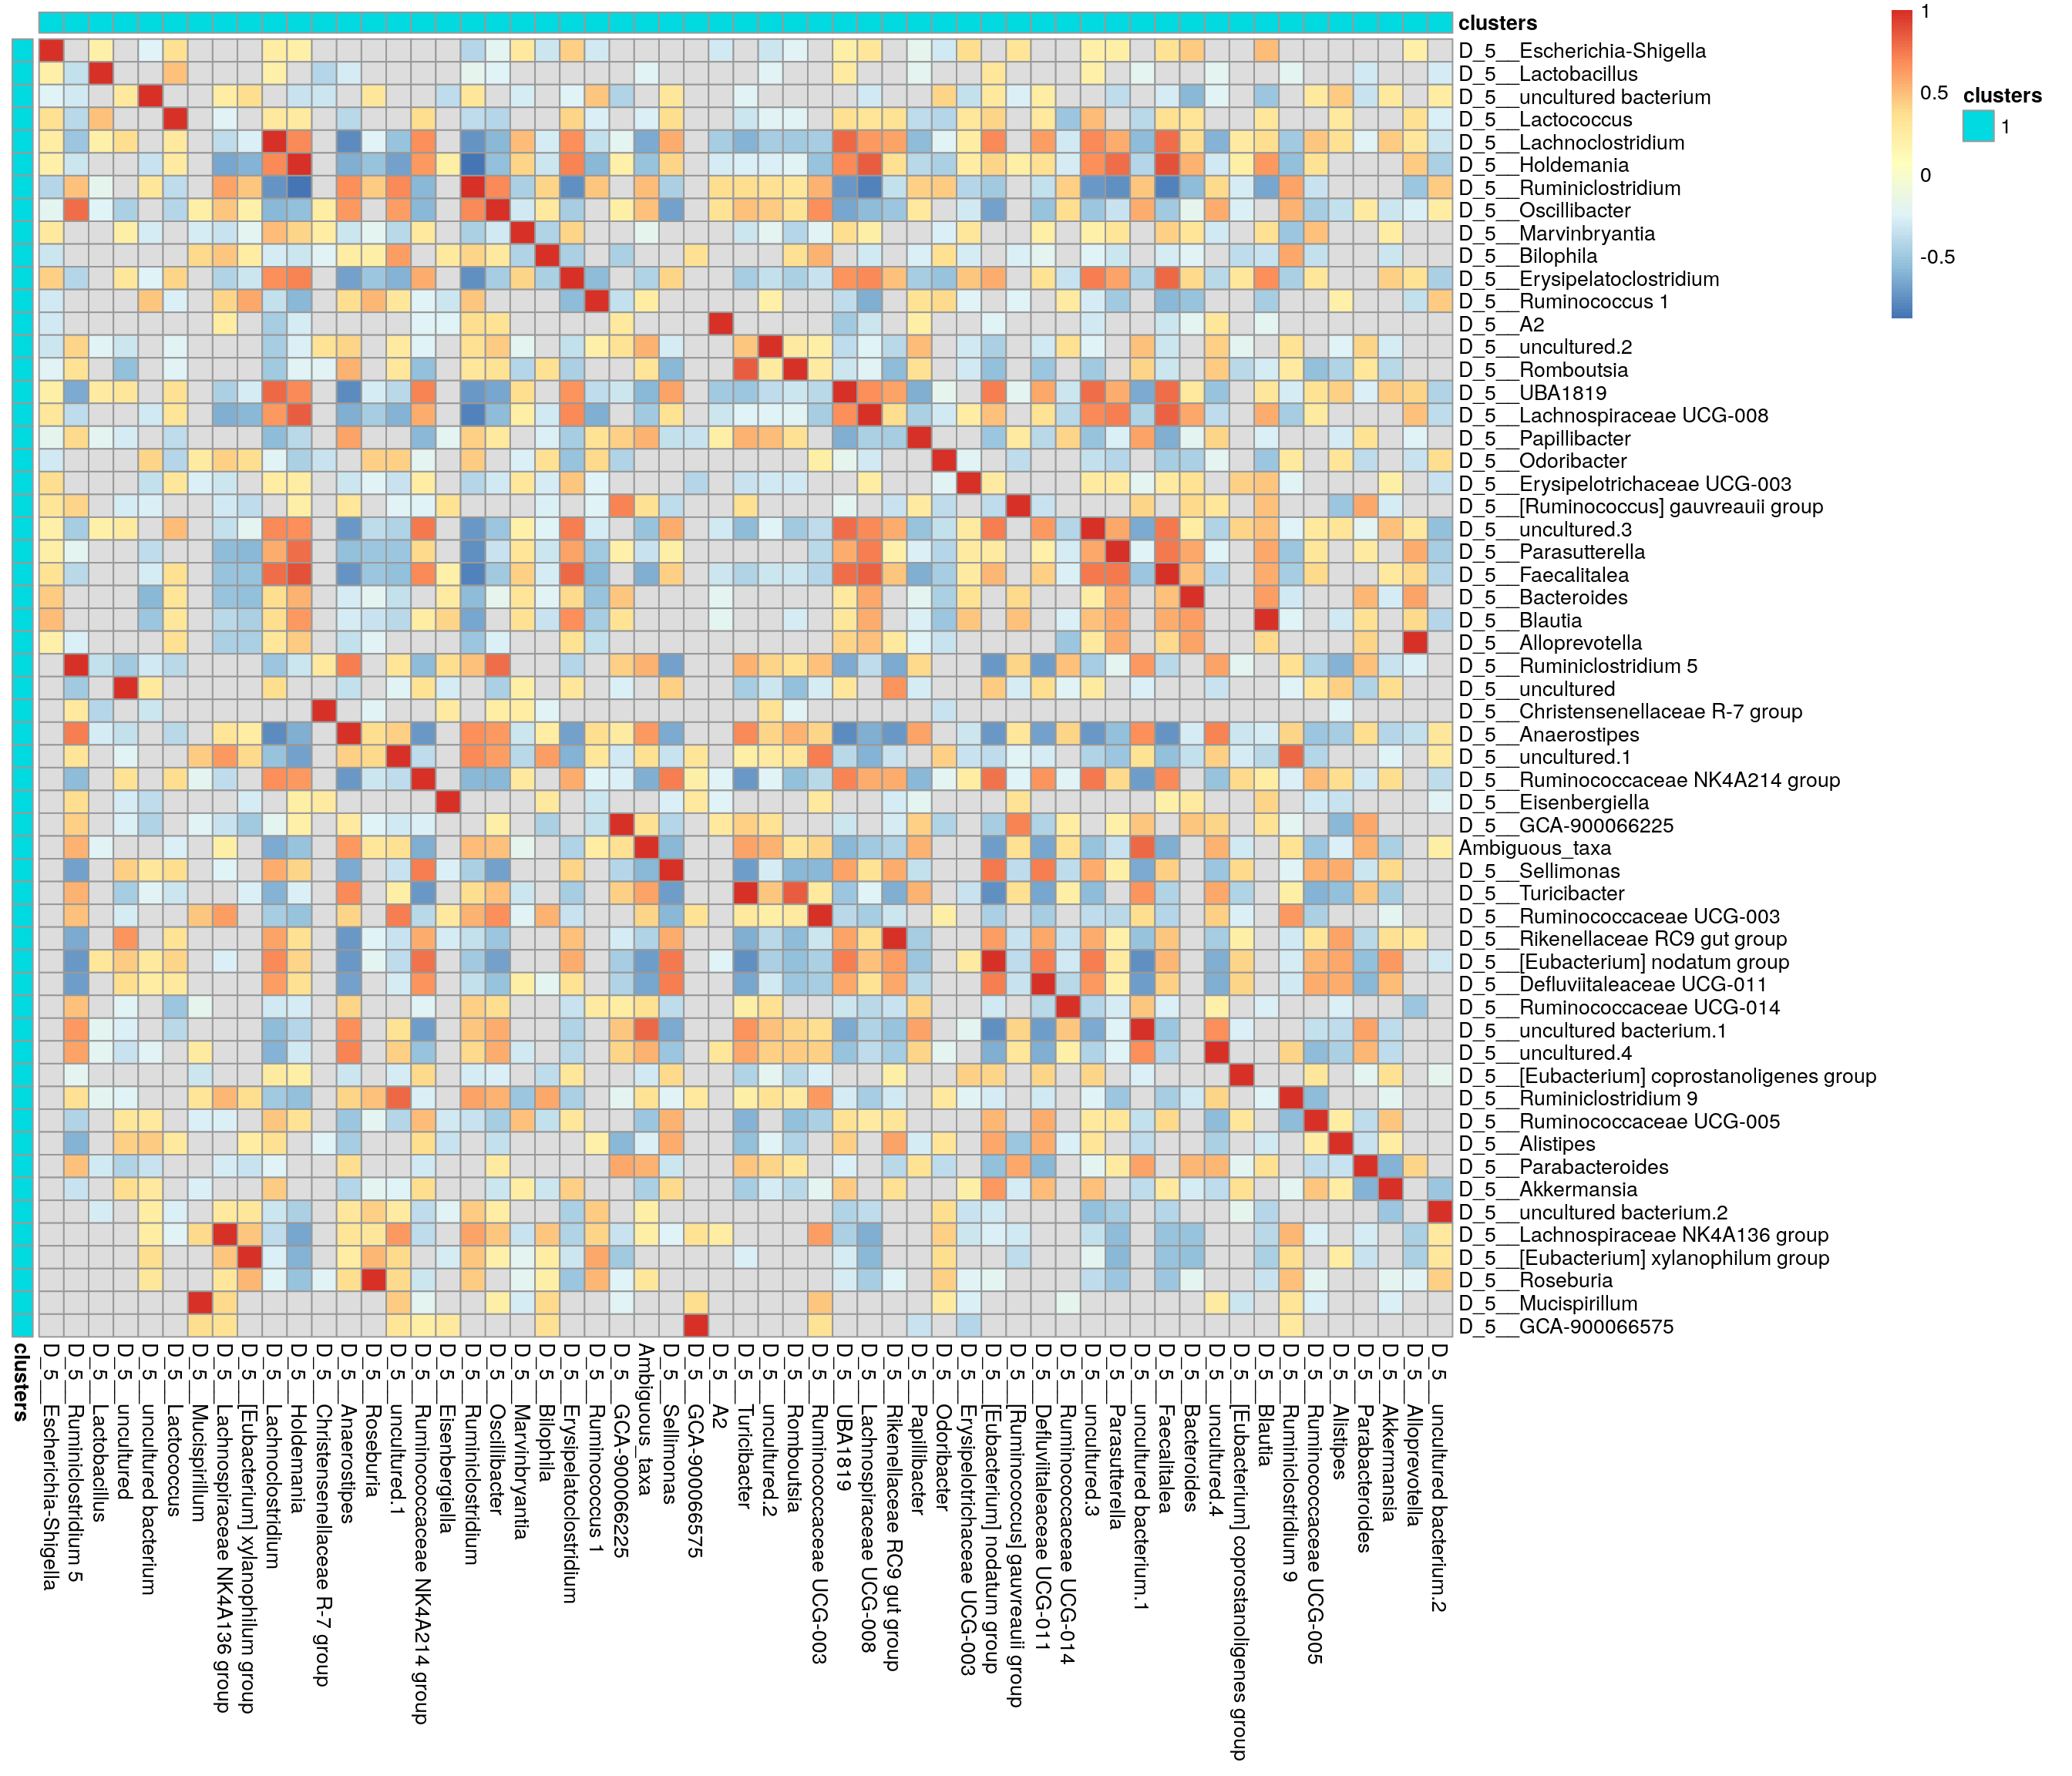 clusters
D_5__Escherichia-Shigella
D_5__Lactobacillus
D_5__uncultured bacterium
D_5__Lactococcus
D_5__Lachnoclostridium
D_5__Holdemania
D_5__Ruminiclostridium
D_5__Oscillibacter
D_5__Marvinbryantia
D_5__Bilophila
D_5__Erysipelatoclostridium
D_5__Ruminococcus 1
D_5__A2
D_5__uncultured.2
D_5__Romboutsia
D_5__UBA1819
D_5__Lachnospiraceae UCG-008
D_5__Papillibacter
D_5__Odoribacter
D_5__Erysipelotrichaceae UCG-003
D_5__[Ruminococcus] gauvreauii group
D_5__uncultured.3
D_5__Parasutterella
D_5__Faecalitalea
D_5__Bacteroides
D_5__Blautia
D_5__Alloprevotella
D_5__Ruminiclostridium 5
D_5__uncultured
D_5__Christensenellaceae R-7 group
D_5__Anaerostipes
D_5__uncultured.1
D_5__Ruminococcaceae NK4A214 group
D_5__Eisenbergiella
D_5__GCA-900066225
Ambiguous_taxa
D_5__Sellimonas
D_5__Turicibacter
D_5__Ruminococcaceae UCG-003
D_5__Rikenellaceae RC9 gut group
D_5__[Eubacterium] nodatum group
D_5__Defluviitaleaceae UCG-011
D_5__Ruminococcaceae UCG-014
D_5__uncultured bacterium.1
D_5__uncultured.4
D_5__[Eubacterium] coprostanoligenes group
D_5__Ruminiclostridium 9
D_5__Ruminococcaceae UCG-005
D_5__Alistipes
D_5__Parabacteroides
D_5__Akkermansia
D_5__uncultured bacterium.2
D_5__Lachnospiraceae NK4A136 group
D_5__[Eubacterium] xylanophilum group
D_5__Roseburia
D_5__Mucispirillum
D_5__GCA-900066575
1
0.5
0
-0.5
clusters
1
clusters
D_5__Escherichia-Shigella
D_5__Ruminiclostridium 5
D_5__Lactobacillus
D_5__uncultured
D_5__uncultured bacterium
D_5__Lactococcus
D_5__Mucispirillum
D_5__Lachnospiraceae NK4A136 group
D_5__[Eubacterium] xylanophilum group
D_5__Lachnoclostridium
D_5__Holdemania
D_5__Christensenellaceae R-7 group
D_5__Anaerostipes
D_5__Roseburia
D_5__uncultured.1
D_5__Ruminococcaceae NK4A214 group
D_5__Eisenbergiella
D_5__Ruminiclostridium
D_5__Oscillibacter
D_5__Marvinbryantia
D_5__Bilophila
D_5__Erysipelatoclostridium
D_5__Ruminococcus 1
D_5__GCA-900066225
Ambiguous_taxa
D_5__Sellimonas
D_5__GCA-900066575
D_5__A2
D_5__Turicibacter
D_5__uncultured.2
D_5__Romboutsia
D_5__Ruminococcaceae UCG-003
D_5__UBA1819
D_5__Lachnospiraceae UCG-008
D_5__Rikenellaceae RC9 gut group
D_5__Papillibacter
D_5__Odoribacter
D_5__Erysipelotrichaceae UCG-003
D_5__[Eubacterium] nodatum group
D_5__[Ruminococcus] gauvreauii group
D_5__Defluviitaleaceae UCG-011
D_5__Ruminococcaceae UCG-014
D_5__uncultured.3
D_5__Parasutterella
D_5__uncultured bacterium.1
D_5__Faecalitalea
D_5__Bacteroides
D_5__uncultured.4
D_5__[Eubacterium] coprostanoligenes group
D_5__Blautia
D_5__Ruminiclostridium 9
D_5__Ruminococcaceae UCG-005
D_5__Alistipes
D_5__Parabacteroides
D_5__Akkermansia
D_5__Alloprevotella
D_5__uncultured bacterium.2